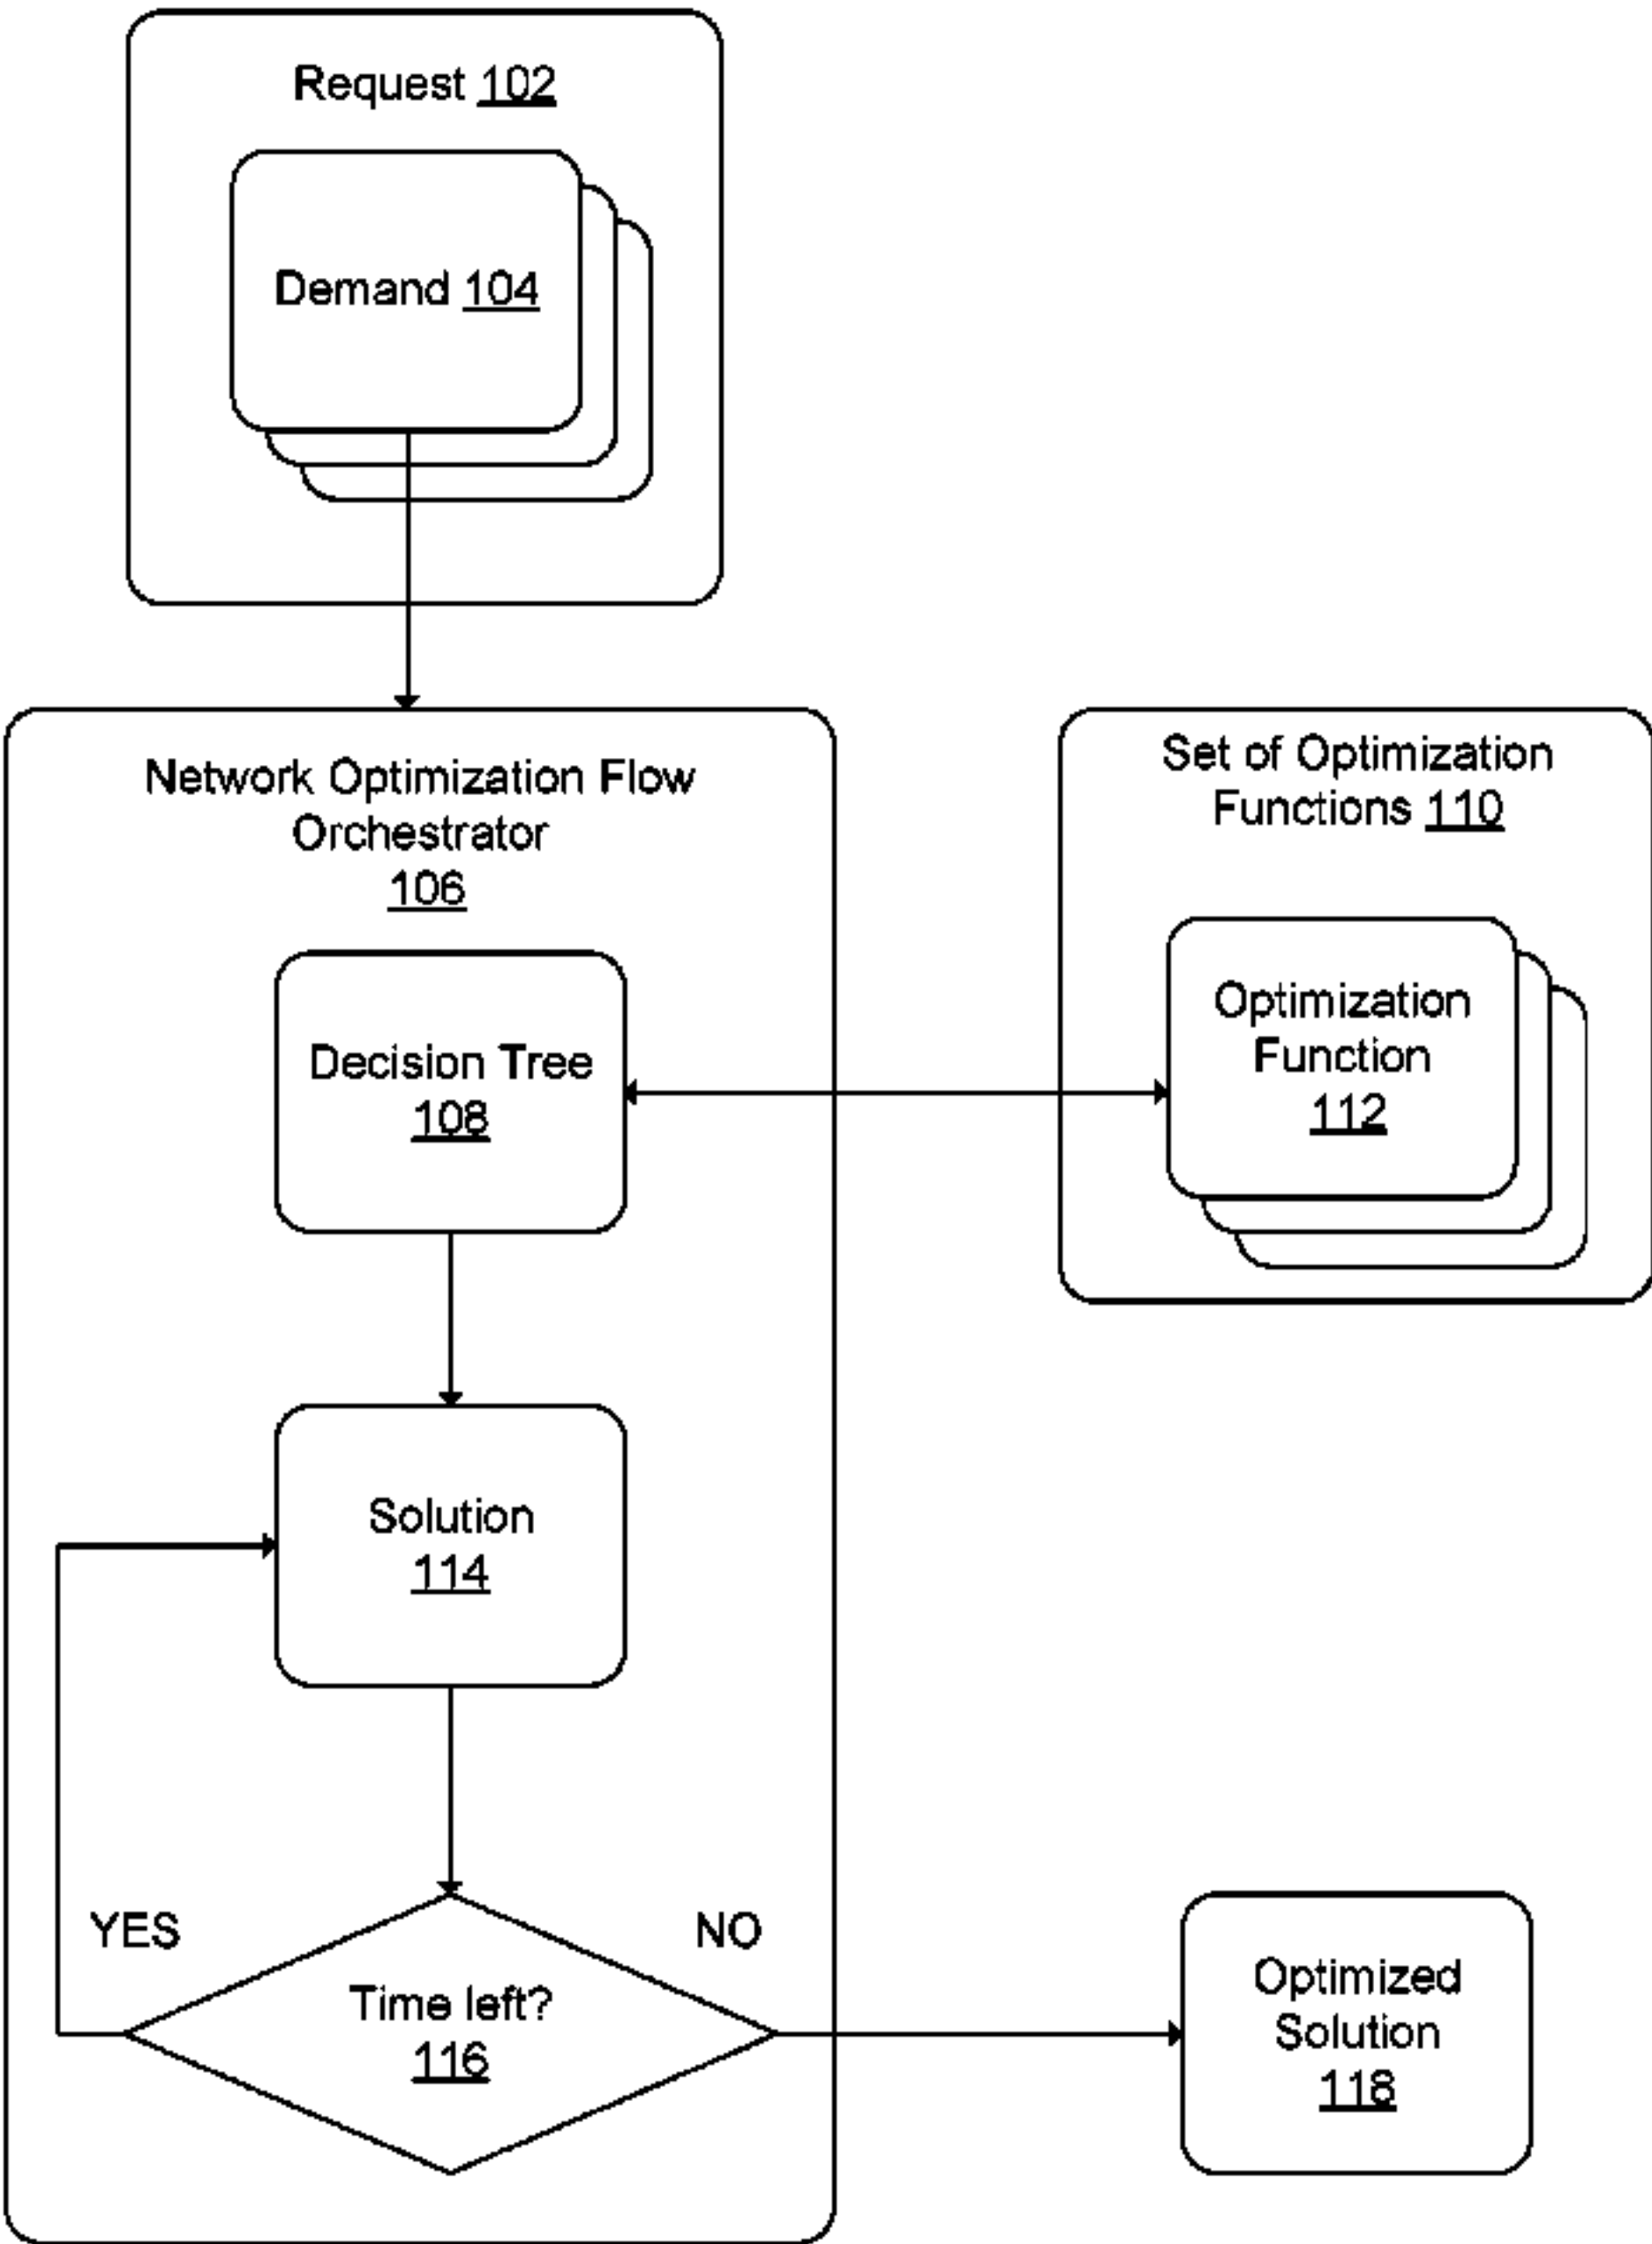 Request 102
Demand 104
Network Optimization Flow
Orchestrator
106
Set of Optimization
Functions 110
Decision Tree
108
Optimization
Function
112
Solution
114
YES
NO
Time left?
116
Optimized
Solution
118